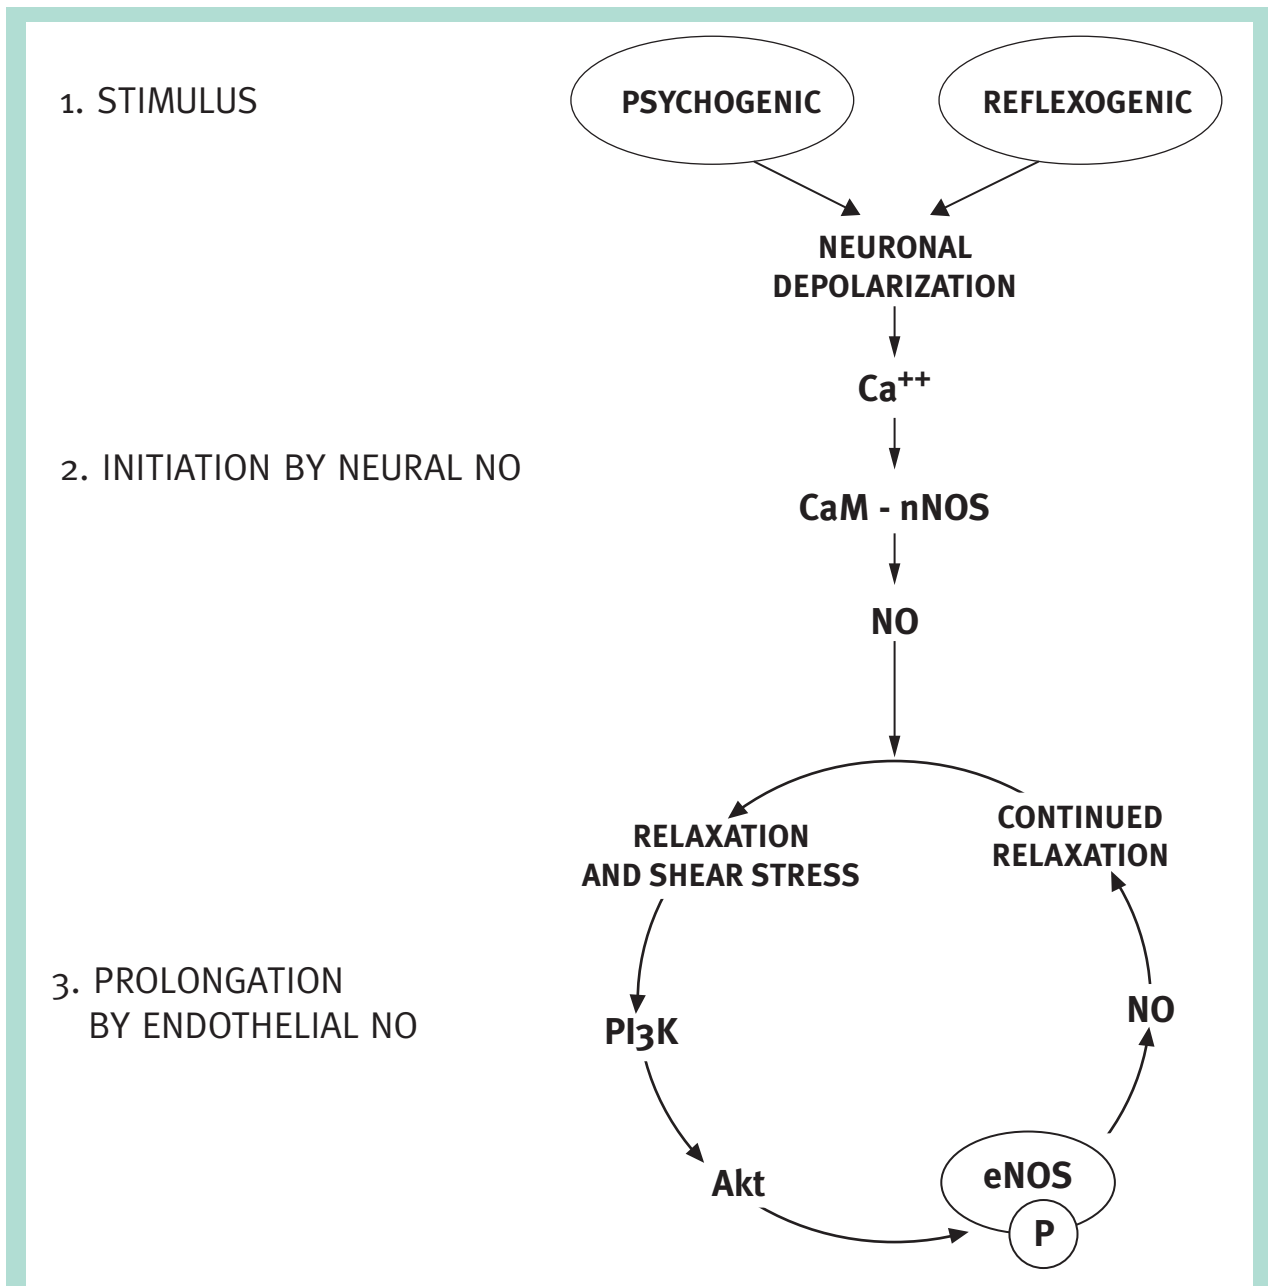 1. STIMULUS
PSYCHOGENIC
REFLEXOGENIC
NEURONAL
DEPOLARIZATION
Ca++
2. INITIATION BY NEURAL NO
CaM - nNOS
NO
RELAXATION
AND SHEAR STRESS
CONTINUED
RELAXATION
3. PROLONGATION
BY ENDOTHELIAL NO
PI3K
NO
Akt
eNOS
P